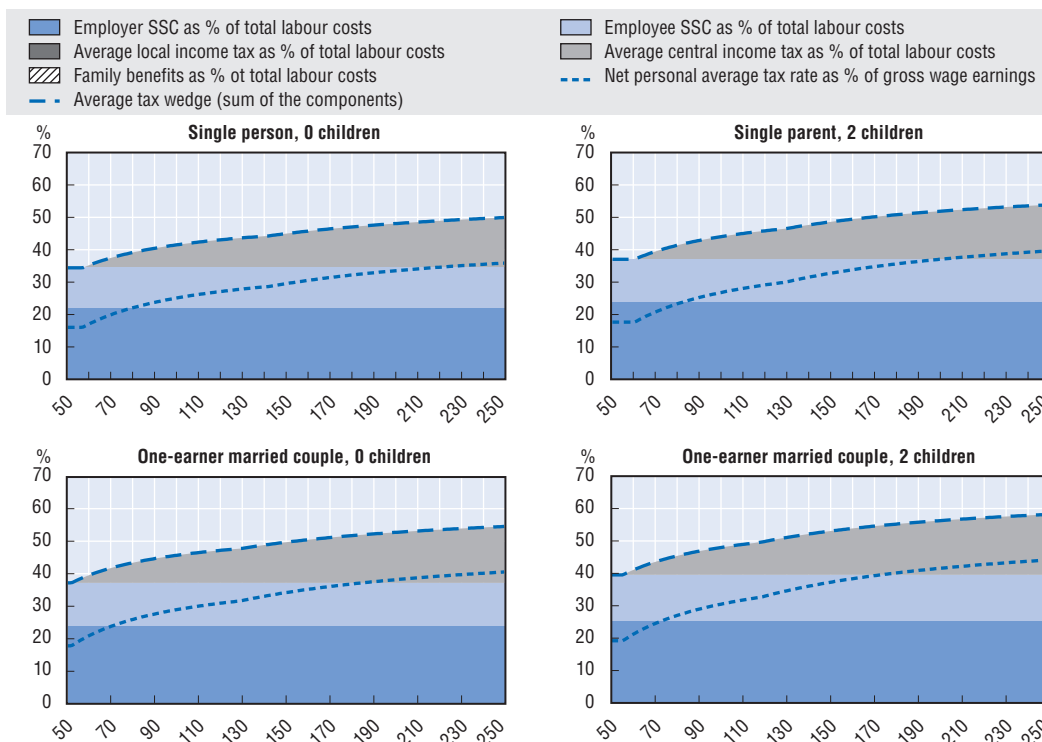 Employer SSC as % of total labour costs
Employee SSC as % of total labour costs
Average local income tax as % of total labour costs
Average central income tax as % of total labour costs
Family benefits as % ot total labour costs
Net personal average tax rate as % of gross wage earnings
Average tax wedge (sum of the components)
%
Single person, 0 children
70
60
50
40
30
20
10
0
50 70 90 110 130 150 170 190 210 230 250
%
Single parent, 2 children
70
60
50
40
30
20
10
0
50 70 90 110 130 150 170 190 210 230 250
%
One-earner married couple, 0 children
70
60
50
40
30
20
10
0
50 70 90 110 130 150 170 190 210 230 250
%
One-earner married couple, 2 children
70
60
50
40
30
20
10
0
50 70 90 110 130 150 170 190 210 230 250